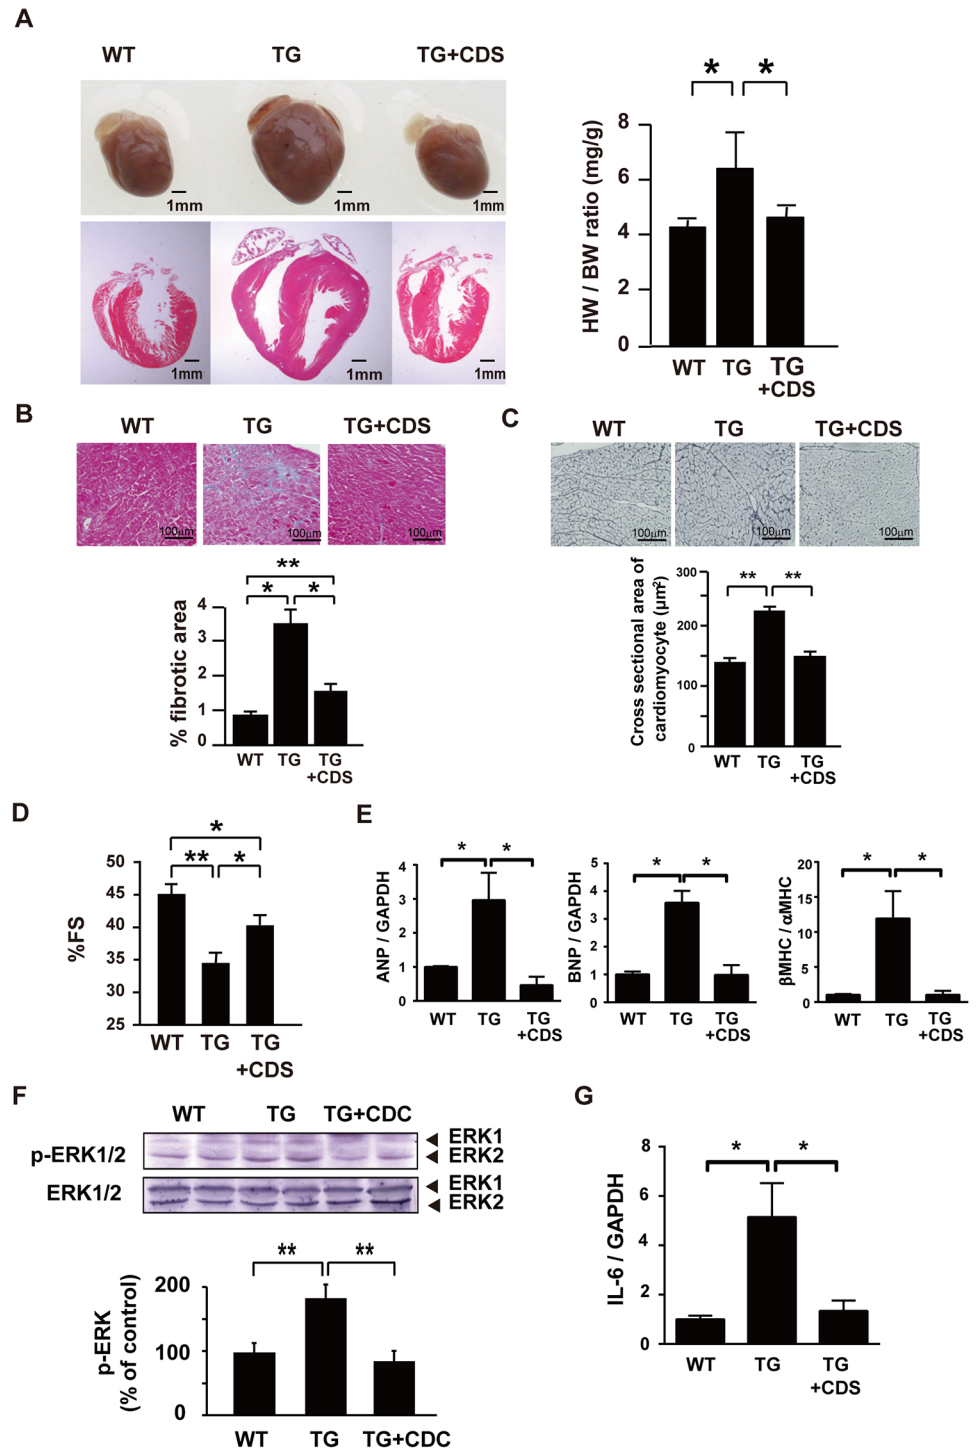 A
WT TG TG+CDS
1mm 1mm 1mm
1mm 1mm 1mm
* *
HW / BW ratio (mg/g)
8
6
4
2
0
WT TG TG
+CDS
B
WT TG TG+CDS
100μm 100μm 100μm
**
* *
% fibrotic area
4
3
2
1
0
WT TG TG
+CDS
C
WT TG TG+CDS
100μm 100μm 100μm
** **
Cross sectional area of
cardiomyocyte (μm²)
300
200
100
0
WT TG TG
+CDS
D
*
** *
%FS
50
45
40
35
30
25
WT TG TG
+CDS
E
* *
ANP / GAPDH
4
3
2
1
0
WT TG TG
+CDS
* *
BNP / GAPDH
5
4
3
2
1
0
WT TG TG
+CDS
* *
βMHC / αMHC
20
15
10
5
0
WT TG TG
+CDS
F
WT TG TG+CDC
p-ERK1/2
ERK1
ERK2
ERK1/2
ERK1
ERK2
** **
p-ERK
(% of control)
200
100
0
WT TG TG+CDC
G
* *
IL-6 / GAPDH
8
6
4
2
0
WT TG TG
+CDS